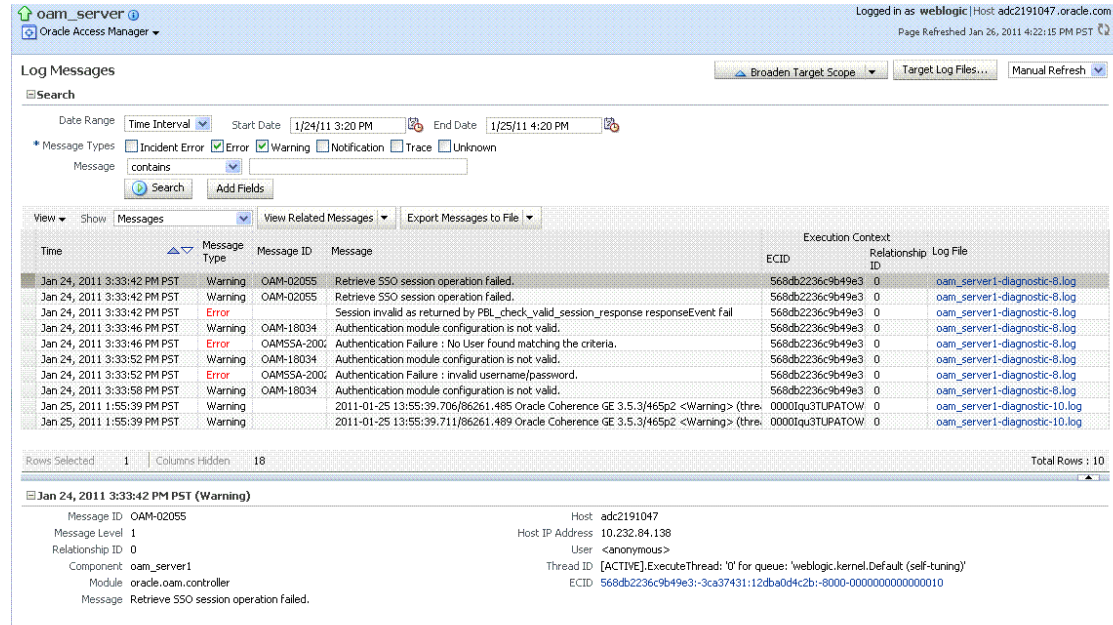 oam_server
Logged in as weblogic | Host adc2191047.oracle.com
Oracle Access Manager
Page Refreshed Jan 26, 2011 4:22:15 PM PST
Log Messages
Broaden Target Scope
Target Log Files...
Manual Refresh
Search
Date Range Time Interval Start Date 1/24/11 3:20 PM End Date 1/25/11 4:20 PM
* Message Types Incident Error Error Warning Notification Trace Unknown
Message contains
Search Add Fields
View Show Messages View Related Messages Export Messages to File
Execution Context
Time Message Type Message ID Message ECID Relationship ID Log File
Jan 24, 2011 3:33:42 PM PST Warning OAM-02055 Retrieve SSO session operation failed. 568db2236c9b49e3 0 oam_server1-diagnostic-8.log
Jan 24, 2011 3:33:42 PM PST Warning OAM-02055 Retrieve SSO session operation failed. 568db2236c9b49e3 0 oam_server1-diagnostic-8.log
Jan 24, 2011 3:33:42 PM PST Error Session invalid as returned by PBL_check_valid_session_response responseEvent fail 568db2236c9b49e3 0 oam_server1-diagnostic-8.log
Jan 24, 2011 3:33:46 PM PST Warning OAM-18034 Authentication module configuration is not valid. 568db2236c9b49e3 0 oam_server1-diagnostic-8.log
Jan 24, 2011 3:33:46 PM PST Error OAMSSA-2002 Authentication Failure : No User found matching the criteria. 568db2236c9b49e3 0 oam_server1-diagnostic-8.log
Jan 24, 2011 3:33:52 PM PST Warning OAM-18034 Authentication module configuration is not valid. 568db2236c9b49e3 0 oam_server1-diagnostic-8.log
Jan 24, 2011 3:33:52 PM PST Error OAMSSA-2002 Authentication Failure : invalid username/password. 568db2236c9b49e3 0 oam_server1-diagnostic-8.log
Jan 24, 2011 3:33:58 PM PST Warning OAM-18034 Authentication module configuration is not valid. 568db2236c9b49e3 0 oam_server1-diagnostic-8.log
Jan 25, 2011 1:55:39 PM PST Warning 2011-01-25 13:55:39.706/86261.485 Oracle Coherence GE 3.5.3/465p2 <Warning> (thre 0000Iqu3TUPATOW 0 oam_server1-diagnostic-10.log
Jan 25, 2011 1:55:39 PM PST Warning 2011-01-25 13:55:39.711/86261.489 Oracle Coherence GE 3.5.3/465p2 <Warning> (thre 0000Iqu3TUPATOW 0 oam_server1-diagnostic-10.log
Rows Selected 1 Columns Hidden 18 Total Rows : 10
Jan 24, 2011 3:33:42 PM PST (Warning)
Message ID OAM-02055 Host adc2191047
Message Level 1 Host IP Address 10.232.84.138
Relationship ID 0 User <anonymous>
Component oam_server1 Thread ID [ACTIVE].ExecuteThread: '0' for queue: 'weblogic.kernel.Default (self-tuning)'
Module oracle.oam.controller ECID 568db2236c9b49e3:-3ca37431:12dba0d4c2b:-8000-0000000000000010
Message Retrieve SSO session operation failed.